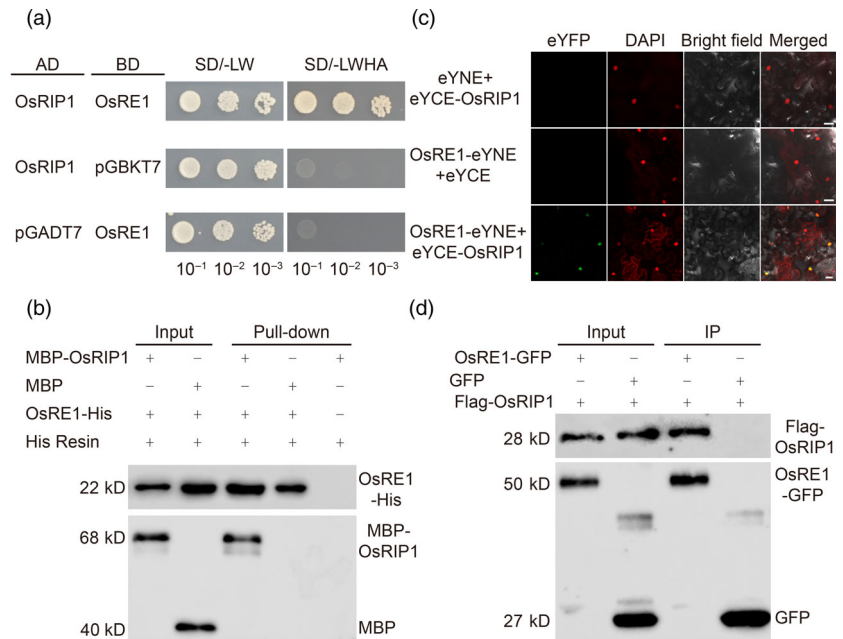 (a)
AD BD SD/-LW SD/-LWHA
OsRIP1 OsRE1
OsRIP1 pGBKT7
pGADT7 OsRE1
10⁻¹ 10⁻² 10⁻³ 10⁻¹ 10⁻² 10⁻³
(c)
eYFP DAPI Bright field Merged
eYNE+
eYCE-OsRIP1
OsRE1-eYNE
+eYCE
OsRE1-eYNE+
eYCE-OsRIP1
(b)
Input Pull-down
MBP-OsRIP1 + − + − +
MBP − + − + −
OsRE1-His + + + + −
His Resin + + + + +
22 kD OsRE1
-His
68 kD MBP-
OsRIP1
40 kD MBP
(d)
Input IP
OsRE1-GFP + − + −
GFP − + − +
Flag-OsRIP1 + + + +
28 kD Flag-
OsRIP1
50 kD OsRE1
-GFP
27 kD GFP